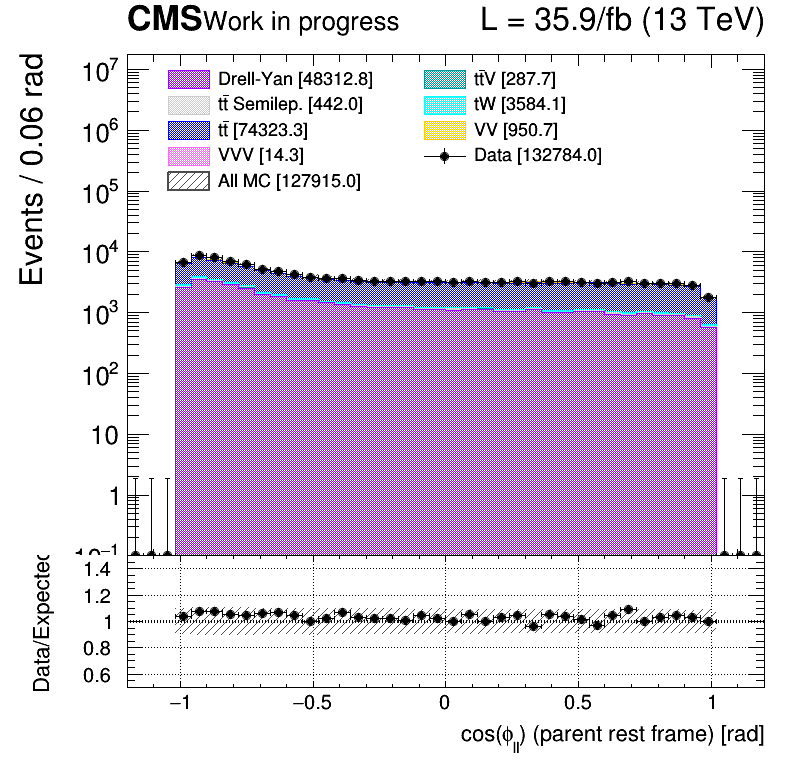 CMS Work in progress L = 35.9/fb (13 TeV)
Events / 0.06 rad
10⁷
10⁶
10⁵
10⁴
10³
10²
10
1
10⁻¹
Drell-Yan [48312.8]
tt̄ Semilep. [442.0]
tt̄ [74323.3]
VVV [14.3]
All MC [127915.0]
tt̄V [287.7]
tW [3584.1]
VV [950.7]
Data [132784.0]
Data/Expected
1.4
1.2
1
0.8
0.6
−1 −0.5 0 0.5 1
cos(ϕ_ll) (parent rest frame) [rad]